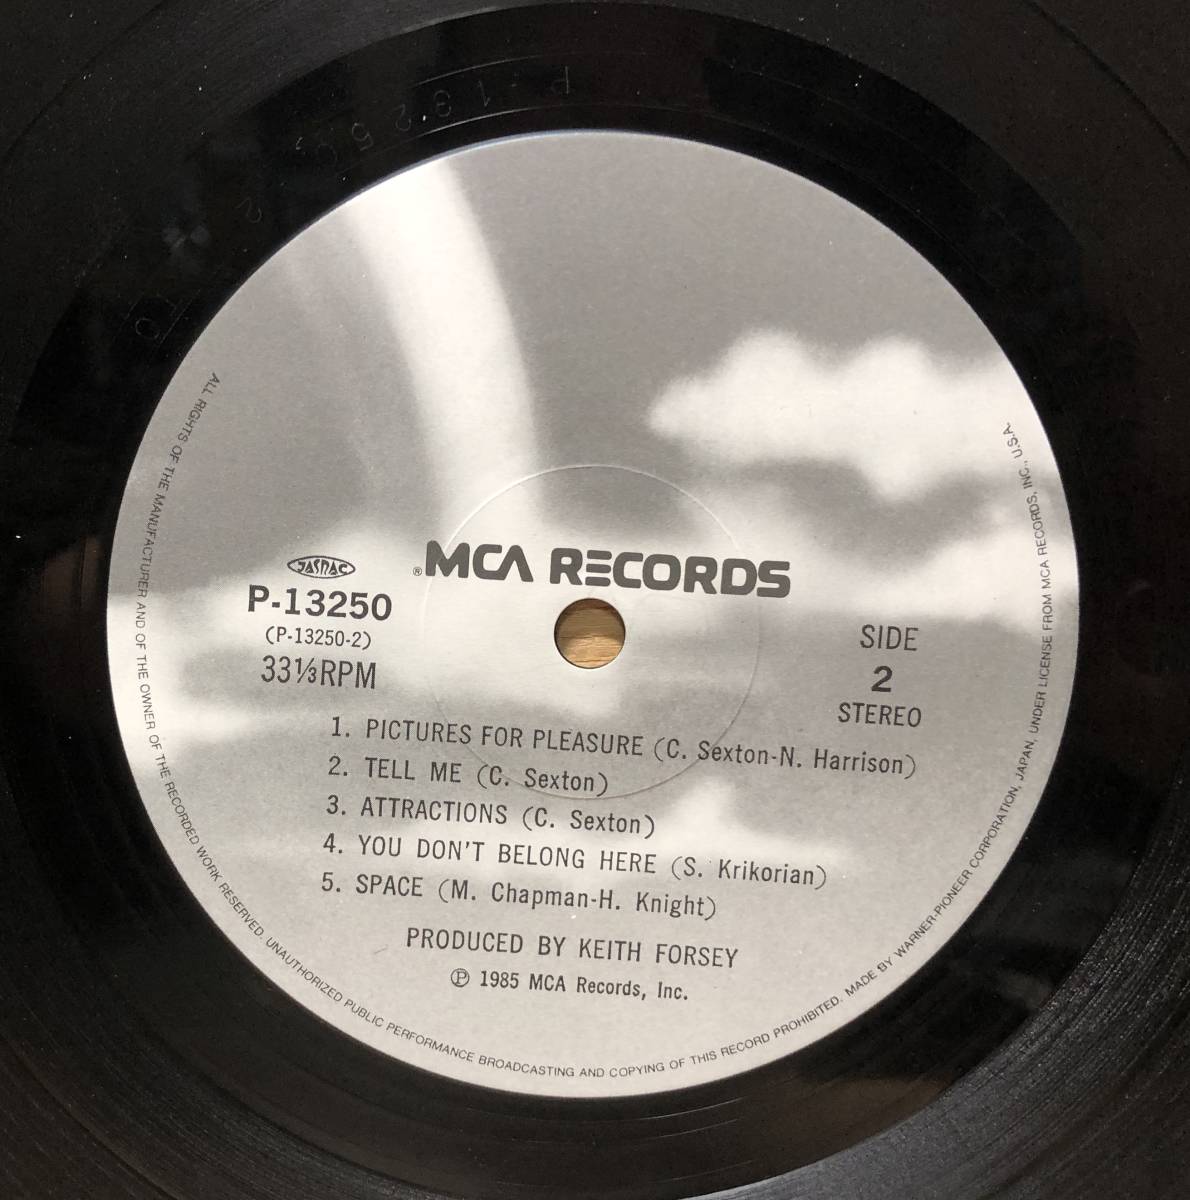 P-13250 2
TO
®MCA RECORDS
JASRAC
P-13250
(P-13250-2)
33⅓RPM
SIDE
2
STEREO
1. PICTURES FOR PLEASURE (C. Sexton-N. Harrison)
2. TELL ME (C. Sexton)
3. ATTRACTIONS (C. Sexton)
4. YOU DON'T BELONG HERE (S. Krikorian)
5. SPACE (M. Chapman-H. Knight)
PRODUCED BY KEITH FORSEY
℗ 1985 MCA Records, Inc.
ALL RIGHTS OF THE MANUFACTURER AND OF THE OWNER OF THE RECORDED WORK RESERVED. UNAUTHORIZED PUBLIC PERFORMANCE BROADCASTING AND COPYING OF THIS RECORD PROHIBITED. MADE BY WARNER-PIONEER CORPORATION, JAPAN, UNDER LICENSE FROM MCA RECORDS, INC., U.S.A.